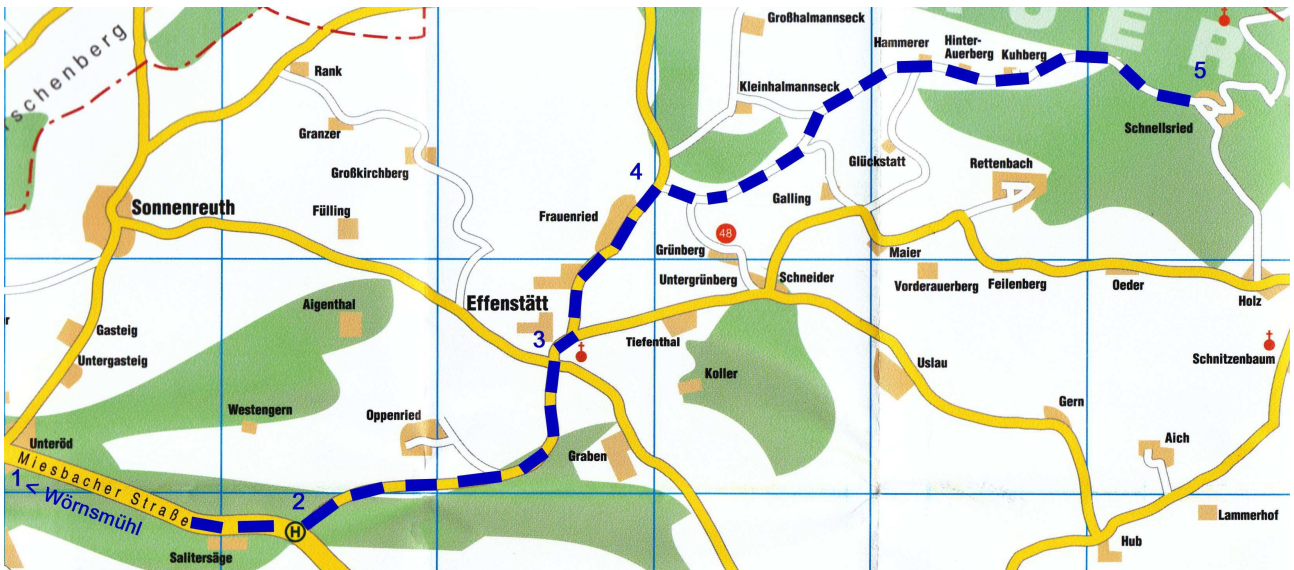 schenberg
Rank
Granzer
Großkirchberg
Sonnenreuth
Fülling
Aigenthal
Gasteig
Untergasteig
Westengern
Oppenried
Unteröd
Miesbacher Straße
1 < Wörnsmühl
2
H
Salitersäge
Großhalmannseck
Kleinhalmannseck
Hammerer
Hinter-
Auerberg
Kuhberg
UER
5
Schnellsried
Glückstatt
Rettenbach
Galling
4
Frauenried
48
Grünberg
Untergrünberg
Schneider
Maier
Vorderauerberg
Feilenberg
Oeder
Holz
Effenstätt
3
Tiefenthal
Koller
Uslau
Schnitzenbaum
Gern
Graben
Aich
Lammerhof
Hub